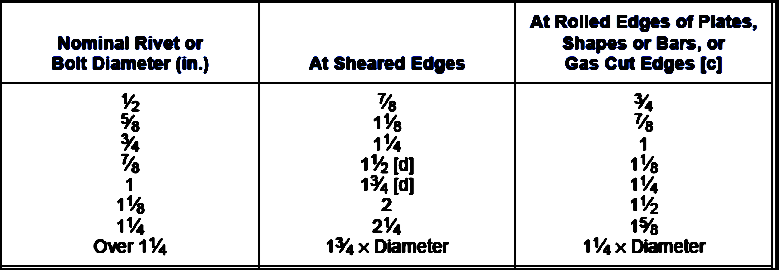 Nominal Rivet or
Bolt Diameter (in.)
At Sheared Edges
At Rolled Edges of Plates,
Shapes or Bars, or
Gas Cut Edges [c]
½ ⅞ ¾
⅝ 1⅛ ⅞
¾ 1¼ 1
⅞ 1½ [d] 1⅛
1 1¾ [d] 1¼
1⅛ 2 1½
1¼ 2¼ 1⅝
Over 1¼ 1¾ × Diameter 1¼ × Diameter